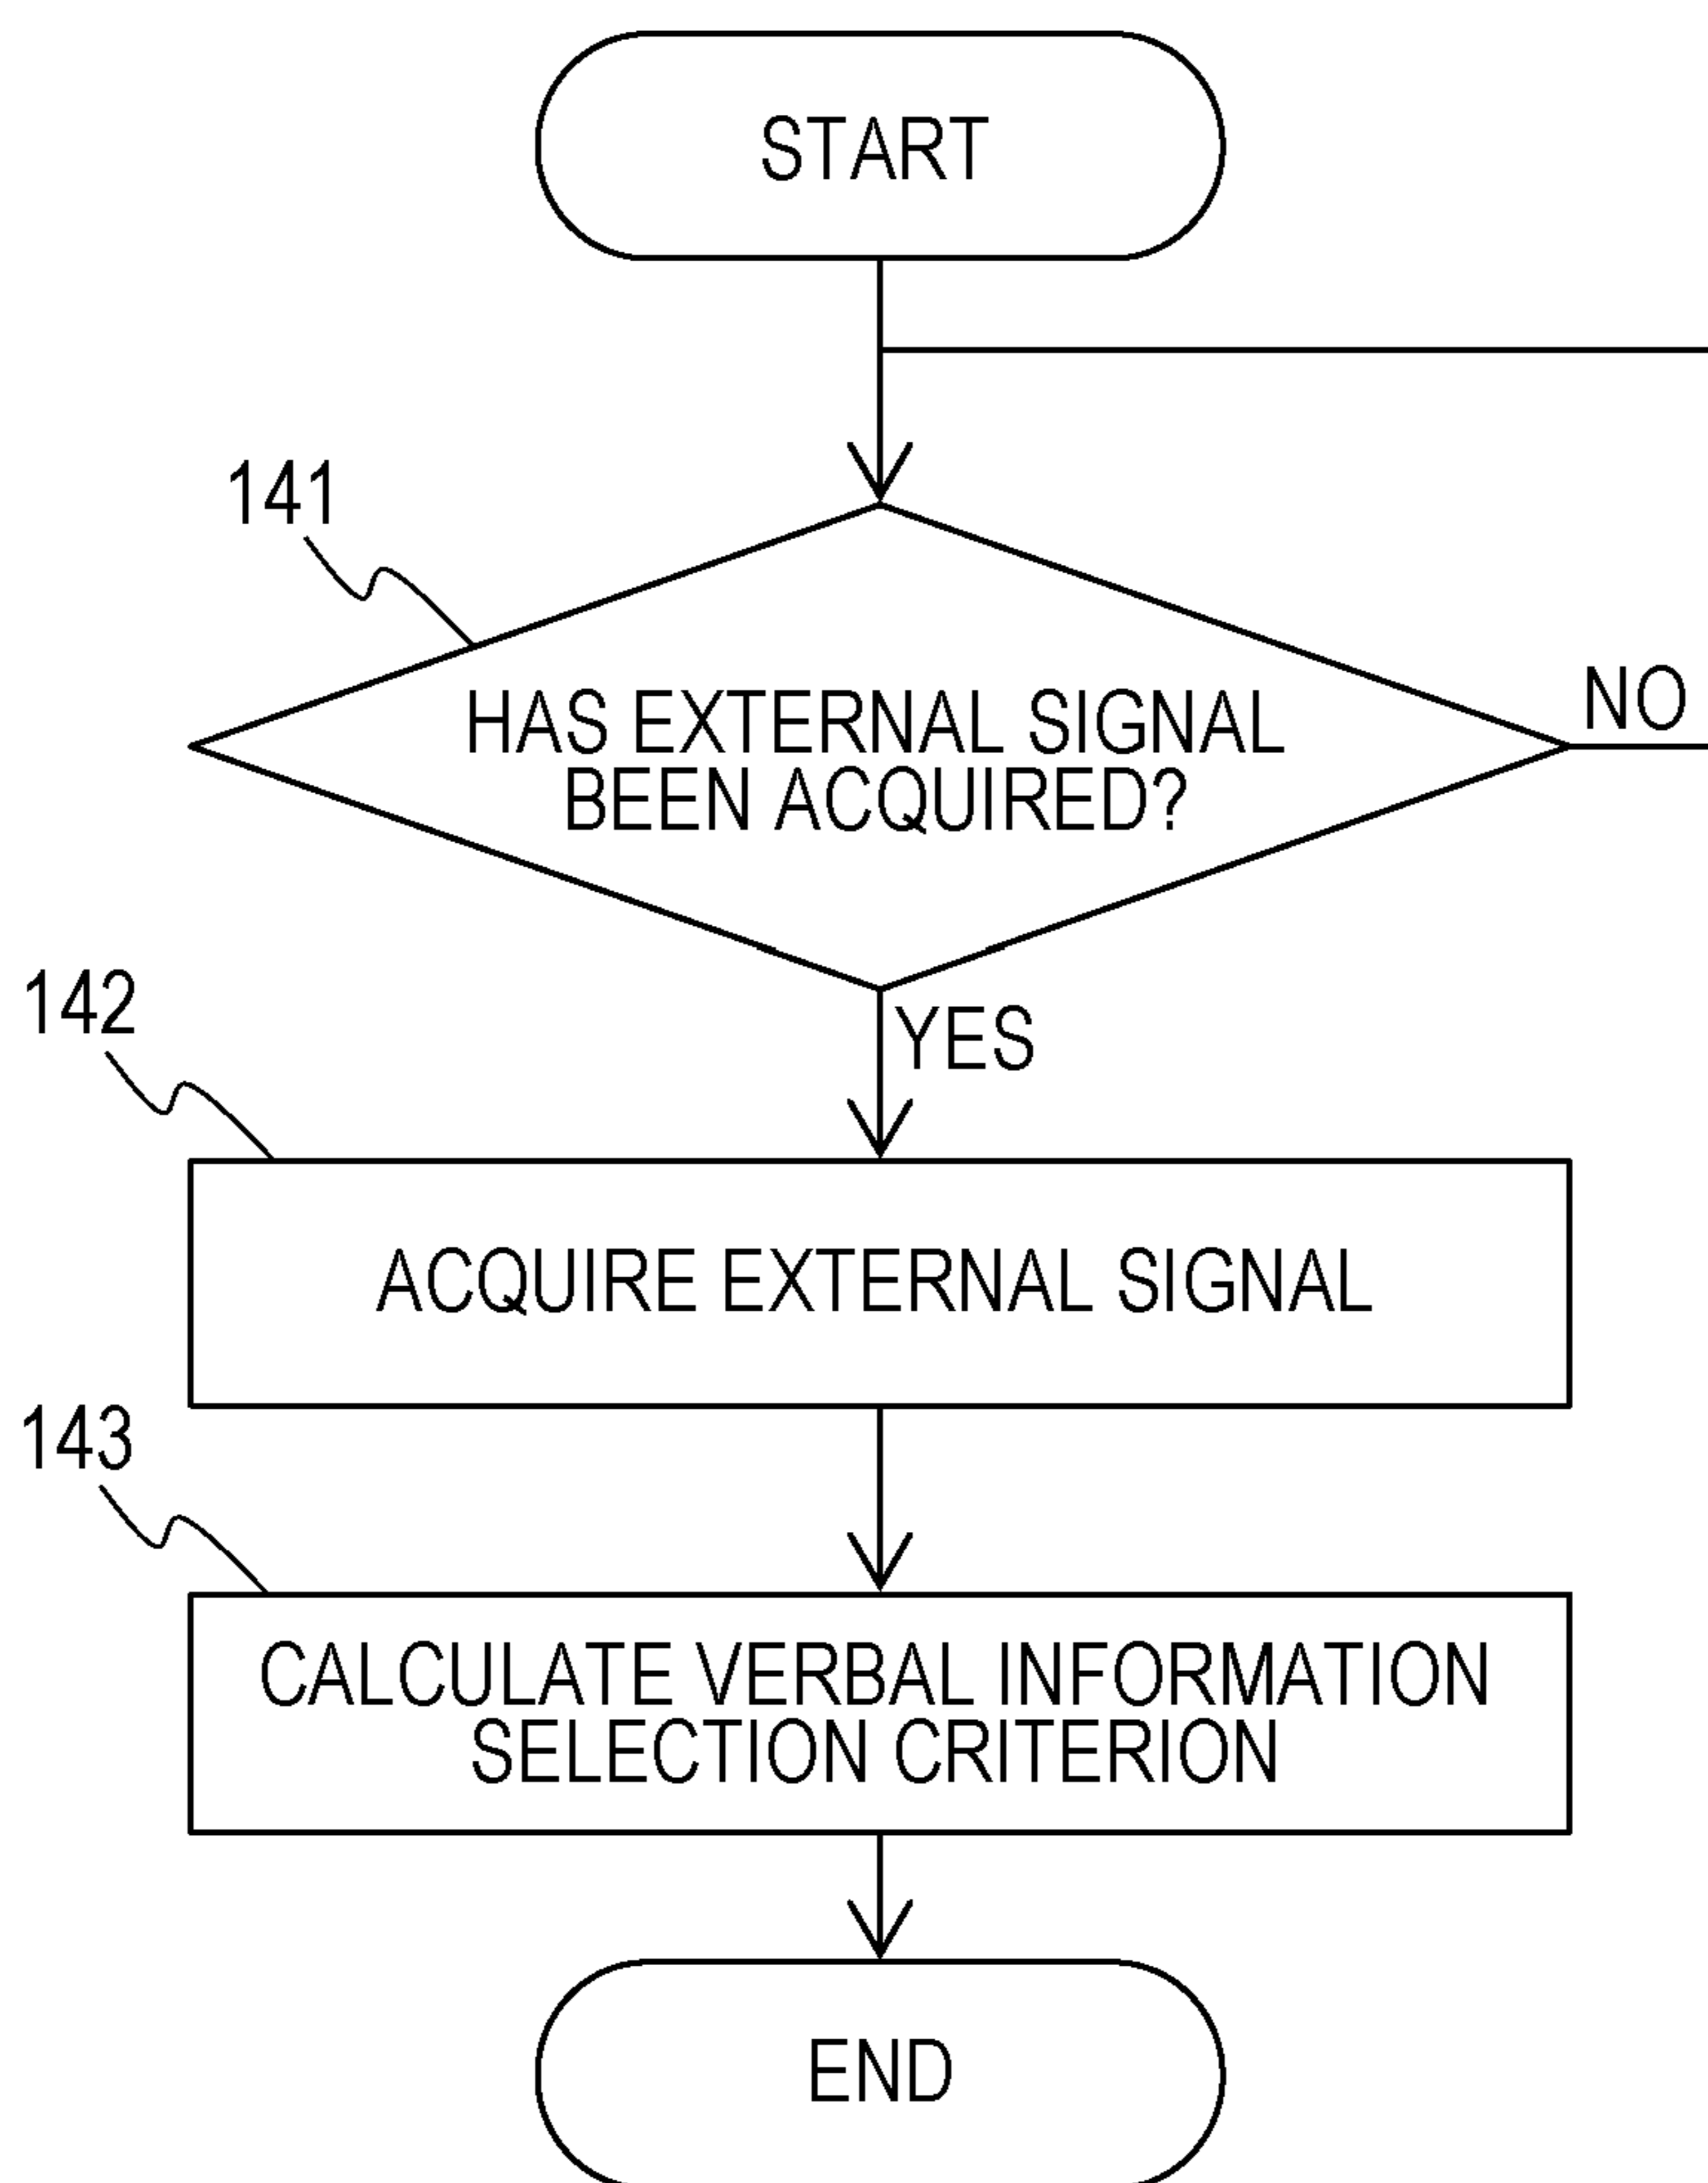 START
141
HAS EXTERNAL SIGNAL
BEEN ACQUIRED?
NO
142
YES
ACQUIRE EXTERNAL SIGNAL
143
CALCULATE VERBAL INFORMATION
SELECTION CRITERION
END